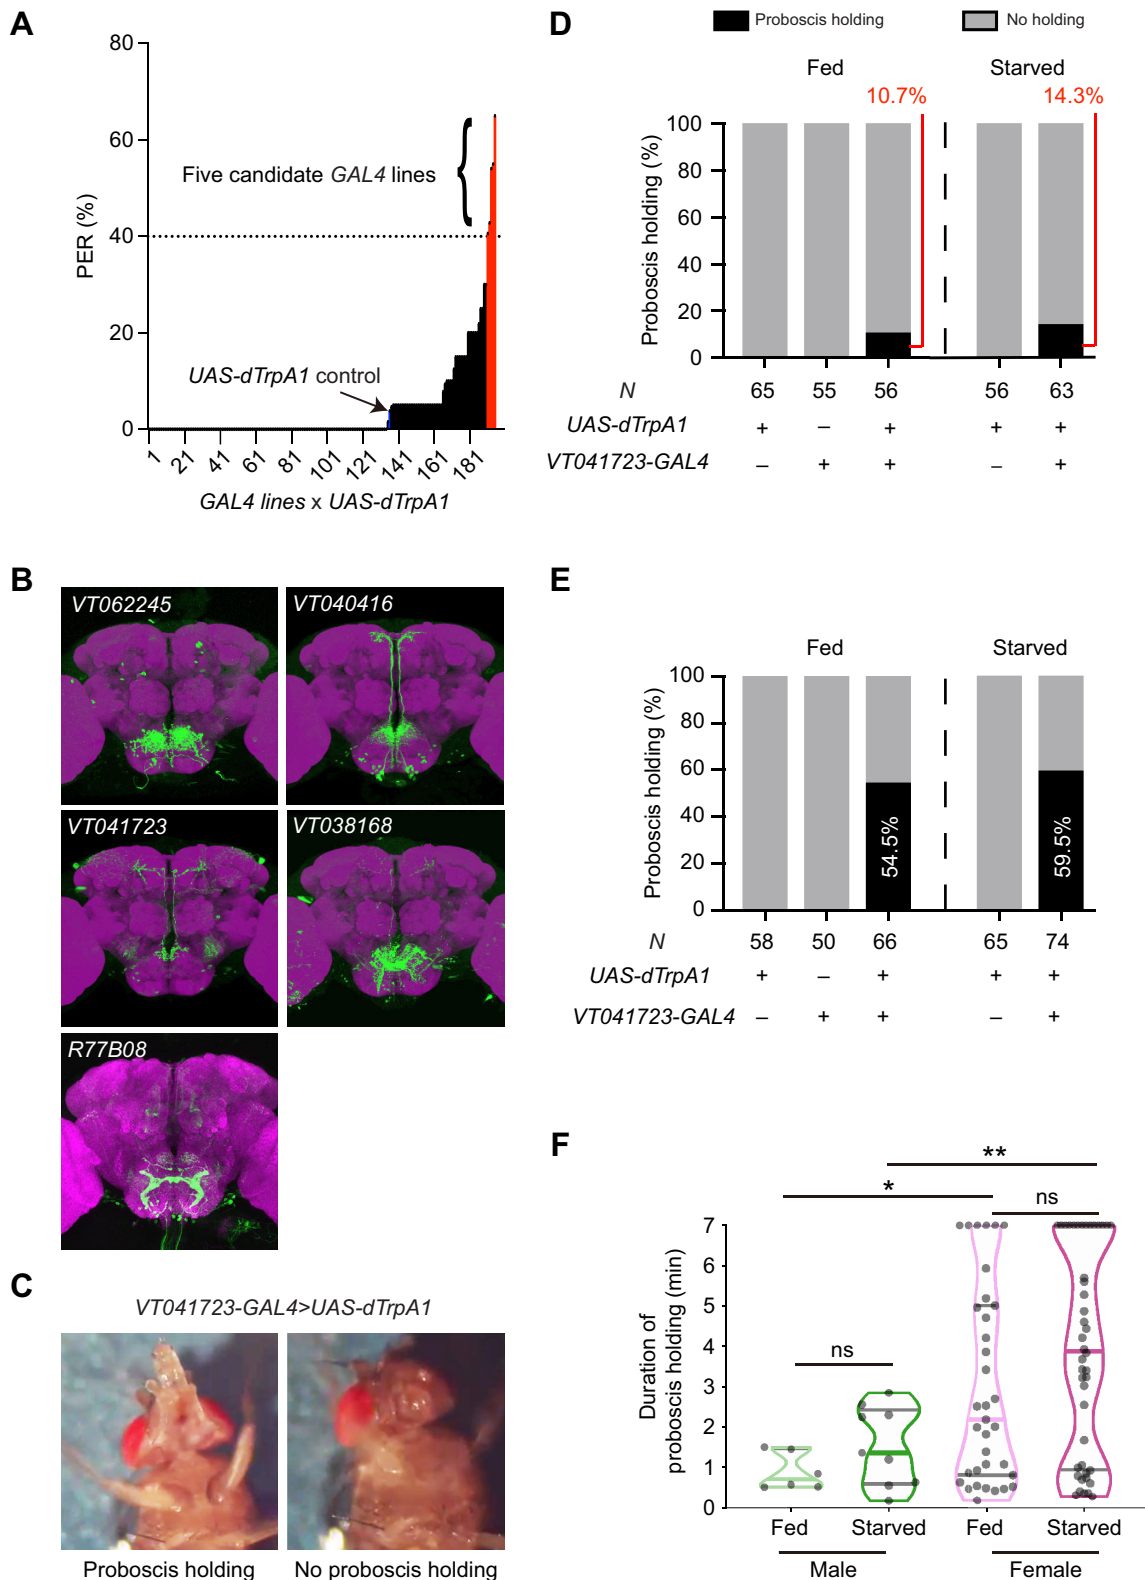 A
80
60
40
20
0
PER (%)
Five candidate GAL4 lines
UAS-dTrpA1 control
1 21 41 61 81 101 121 141 161 181
GAL4 lines x UAS-dTrpA1
B
VT062245
VT040416
VT041723
VT038168
R77B08
C
VT041723-GAL4>UAS-dTrpA1
Proboscis holding
No proboscis holding
D
Proboscis holding
No holding
Fed
Starved
10.7%
14.3%
100
80
60
40
20
0
Proboscis holding (%)
N 65 55 56 56 63
UAS-dTrpA1 + – + + +
VT041723-GAL4 – + + – +
E
Fed
Starved
100
80
60
40
20
0
Proboscis holding (%)
54.5%
59.5%
N 58 50 66 65 74
UAS-dTrpA1 + – + + +
VT041723-GAL4 – + + – +
F
**
*
ns
ns
7
6
5
4
3
2
1
0
Duration of
proboscis holding (min)
Fed Starved Fed Starved
Male Female